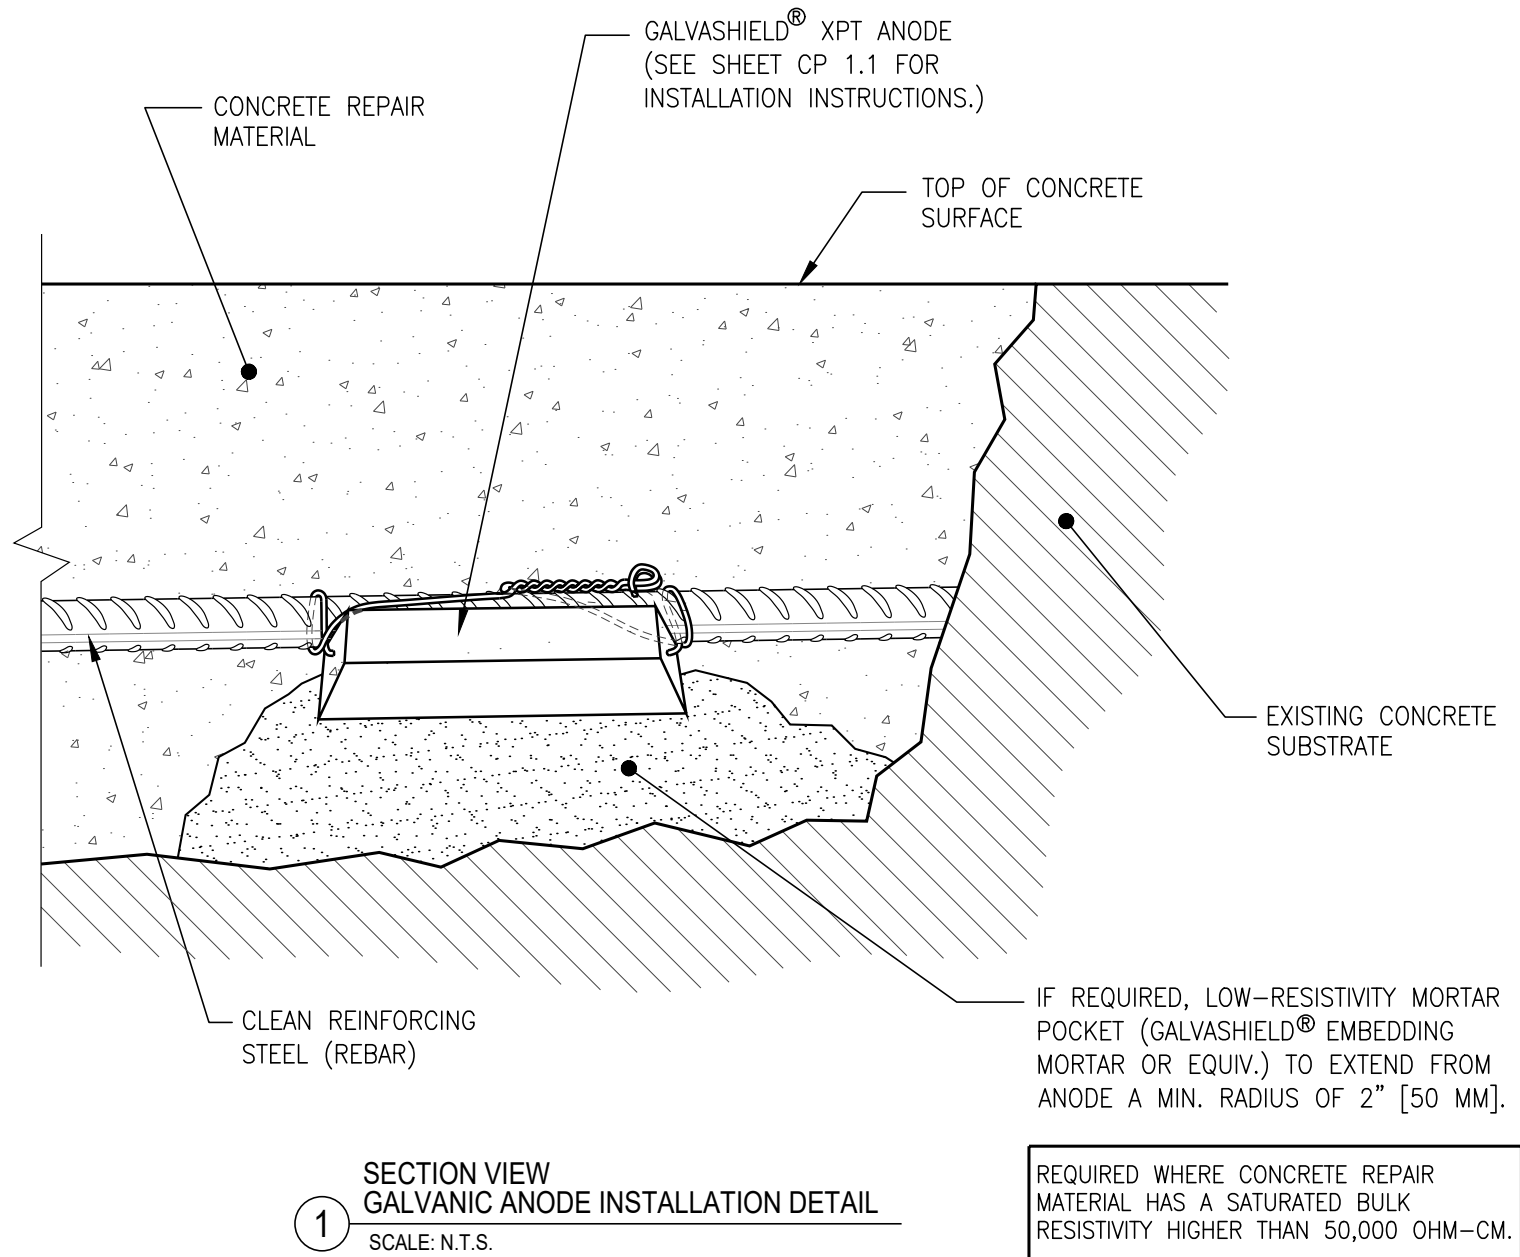 GALVASHIELD® XPT ANODE
(SEE SHEET CP 1.1 FOR
INSTALLATION INSTRUCTIONS.)
CONCRETE REPAIR
MATERIAL
TOP OF CONCRETE
SURFACE
EXISTING CONCRETE
SUBSTRATE
CLEAN REINFORCING
STEEL (REBAR)
IF REQUIRED, LOW-RESISTIVITY MORTAR
POCKET (GALVASHIELD® EMBEDDING
MORTAR OR EQUIV.) TO EXTEND FROM
ANODE A MIN. RADIUS OF 2" [50 MM].
REQUIRED WHERE CONCRETE REPAIR
MATERIAL HAS A SATURATED BULK
RESISTIVITY HIGHER THAN 50,000 OHM-CM.
1
SECTION VIEW
GALVANIC ANODE INSTALLATION DETAIL
SCALE: N.T.S.